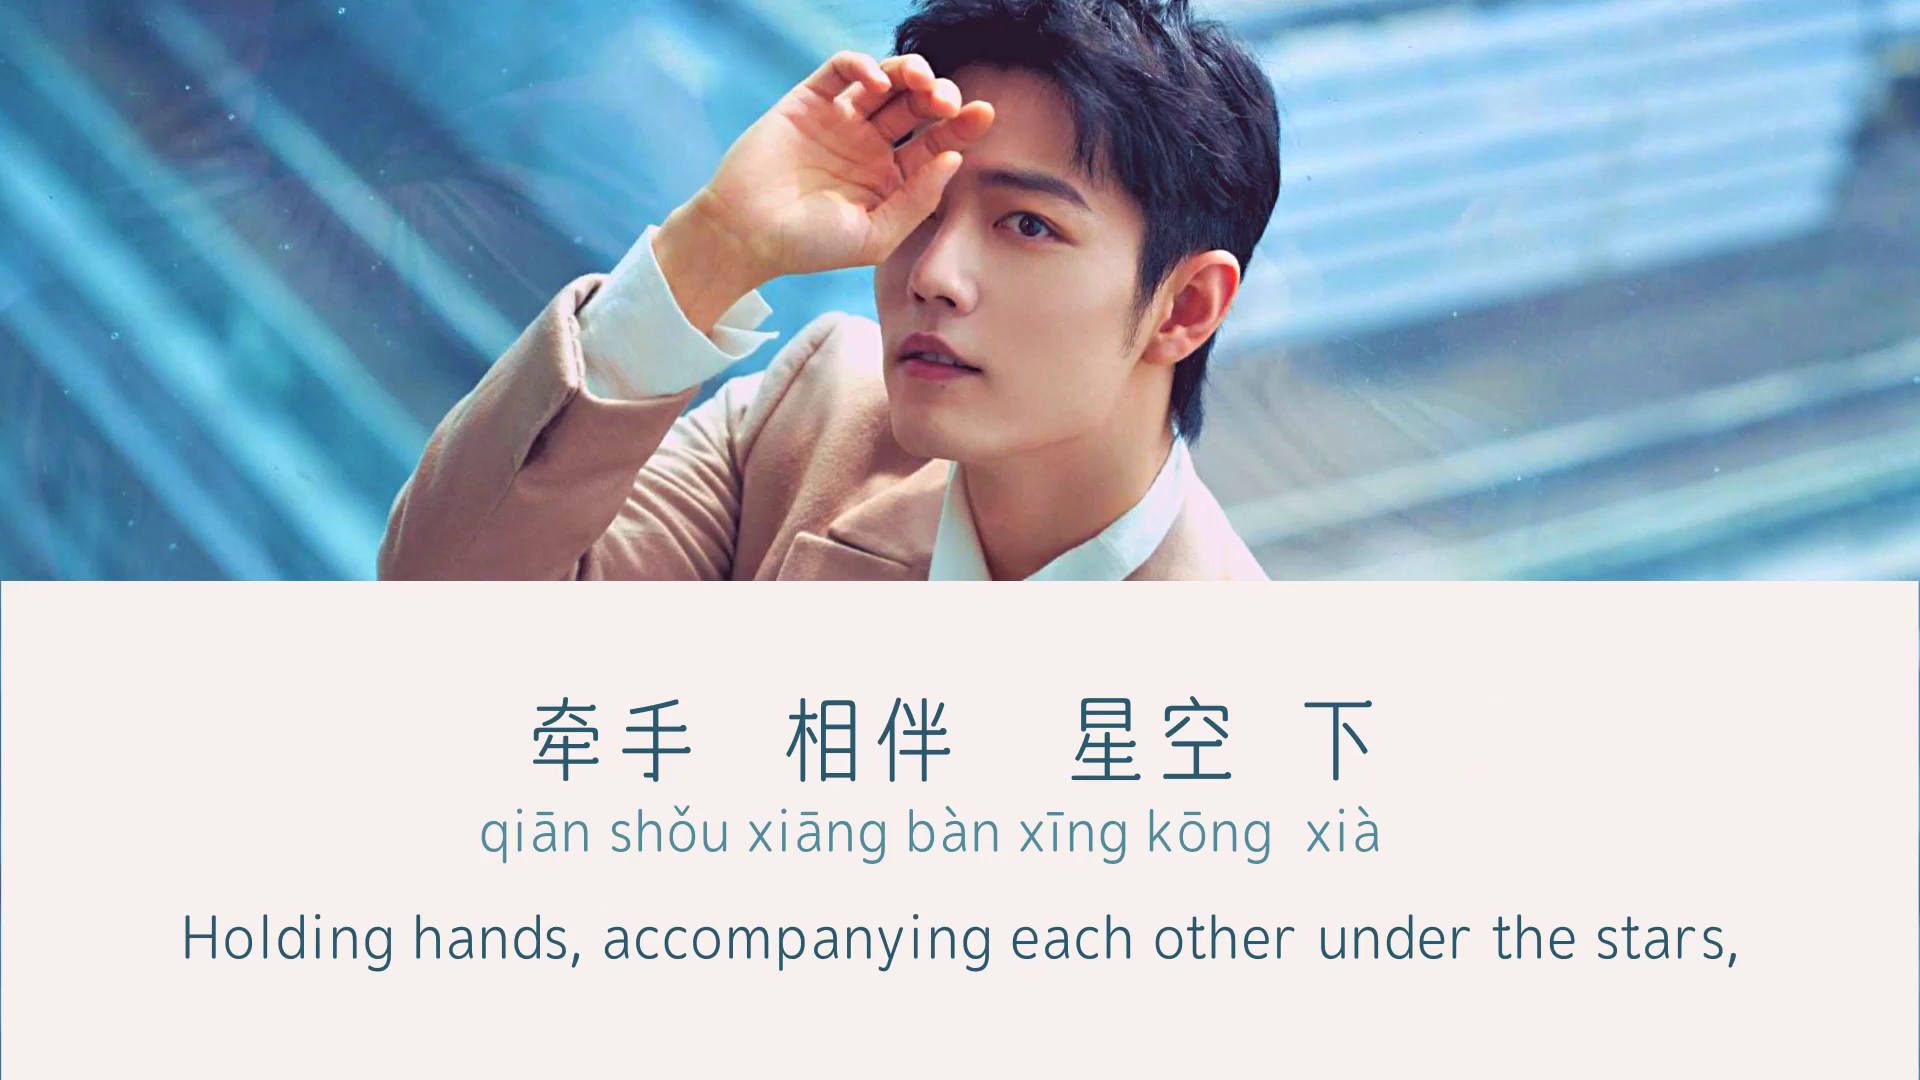 牵手 相伴 星空 下
qiān shǒu xiāng bàn xīng kōng xià
Holding hands, accompanying each other under the stars,